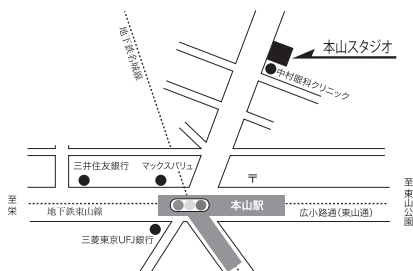 本山スタジオ
中村眼科クリニック
地下鉄名城線
三井住友銀行
マックスバリュ
〒
至栄
地下鉄東山線
本山駅
広小路通（東山通）
至東山公園
三菱東京UFJ銀行